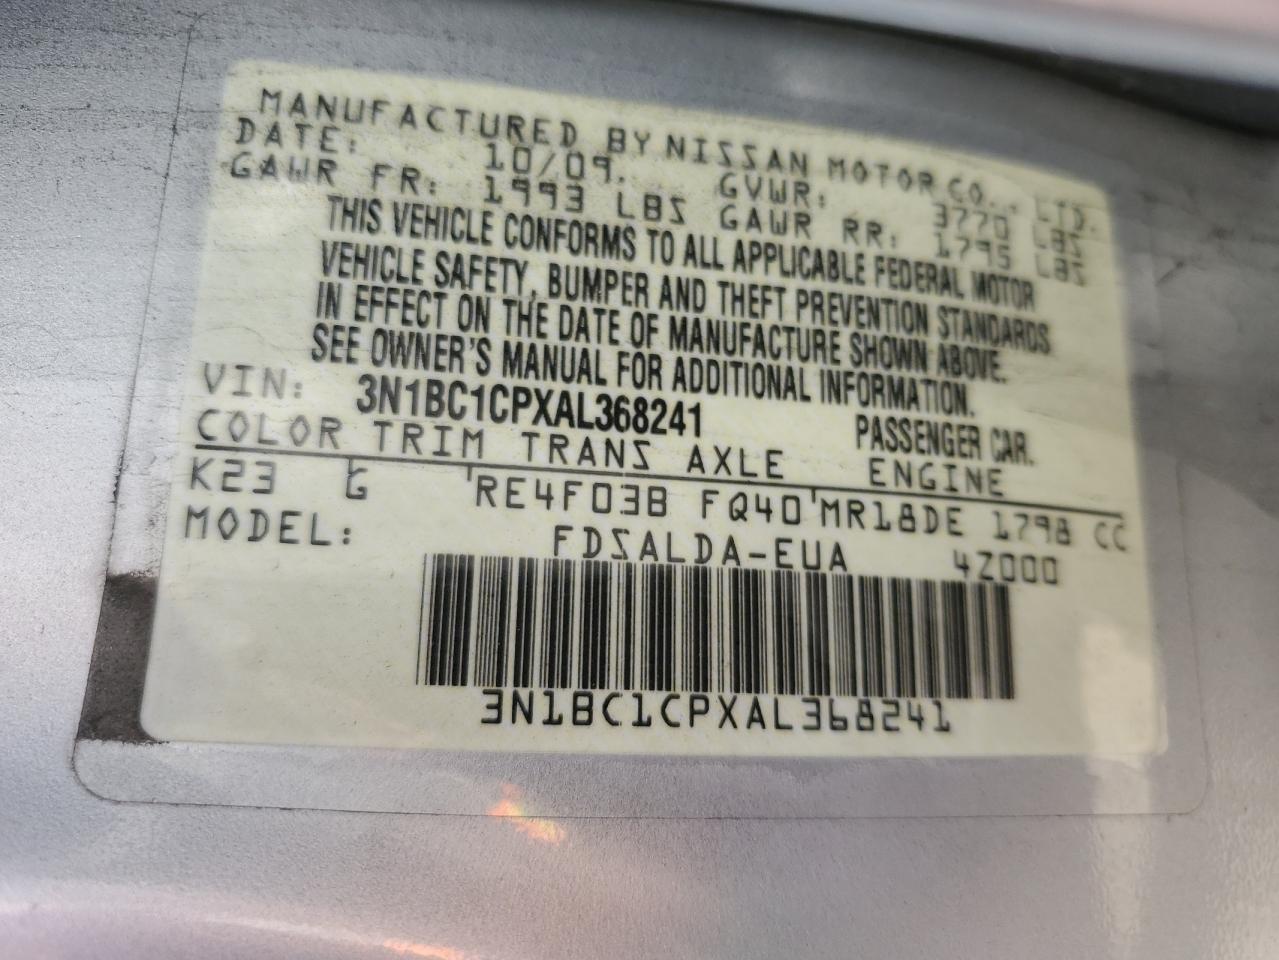 MANUFACTURED BY NISSAN MOTOR CO., LTD.
DATE: 10/09. GVWR: 3770 LBS
GAWR FR: 1993 LBS GAWR RR: 1795 LBS
THIS VEHICLE CONFORMS TO ALL APPLICABLE FEDERAL MOTOR
VEHICLE SAFETY, BUMPER AND THEFT PREVENTION STANDARDS
IN EFFECT ON THE DATE OF MANUFACTURE SHOWN ABOVE.
SEE OWNER'S MANUAL FOR ADDITIONAL INFORMATION.
VIN: 3N1BC1CPXAL368241 PASSENGER CAR.
COLOR TRIM TRANS AXLE ENGINE
K23 G RE4F03B FQ40 MR18DE 1798 CC
MODEL: FDSALDA-EUA 4Z000
3N1BC1CPXAL368241